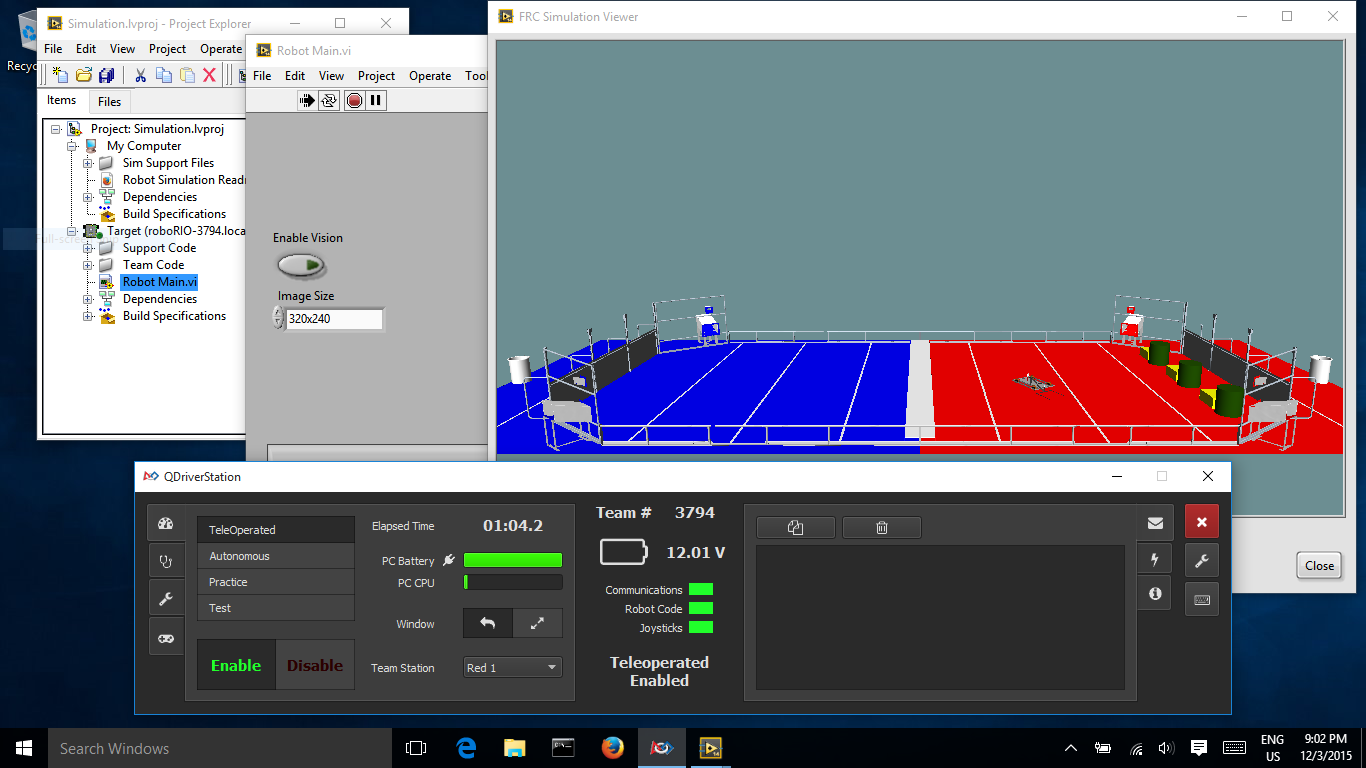 Simulation.lvproj - Project Explorer
File Edit View Project Operate
Items Files
Project: Simulation.lvproj
My Computer
Sim Support Files
Robot Simulation
Dependencies
Build Specifications
Target (roboRIO-3794.loca
Support Code
Team Code
Robot Main.vi
Dependencies
Build Specifications
Recyc
Robot Main.vi
File Edit View Project Operate Tool
Enable Vision
Image Size
320x240
FRC Simulation Viewer
Close
QDriverStation
TeleOperated
Autonomous
Practice
Test
Enable Disable
Elapsed Time 01:04.2
PC Battery
PC CPU
Window
Team Station Red 1
Team # 3794
12.01 V
Communications
Robot Code
Joysticks
Teleoperated
Enabled
Search Windows
ENG
US
9:02 PM
12/3/2015